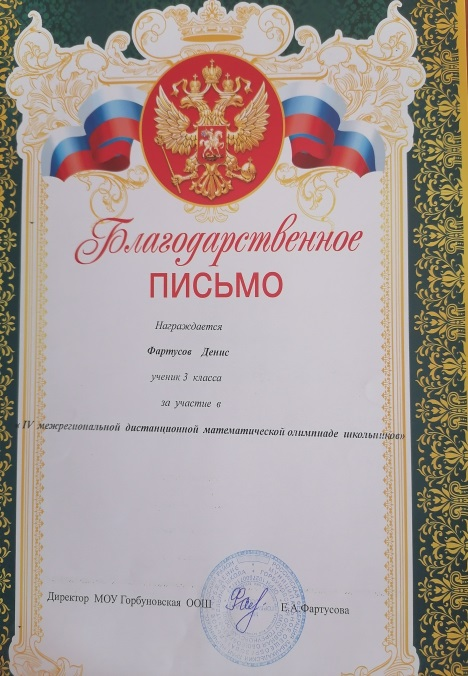 Благодарственное
ПИСЬМО
Награждается
Фартусов Денис
ученик 3 класса
за участие в
« IV межрегиональной дистанционной математической олимпиаде школьников»
Директор МОУ Горбуновская ООШ Е.А.Фартусова